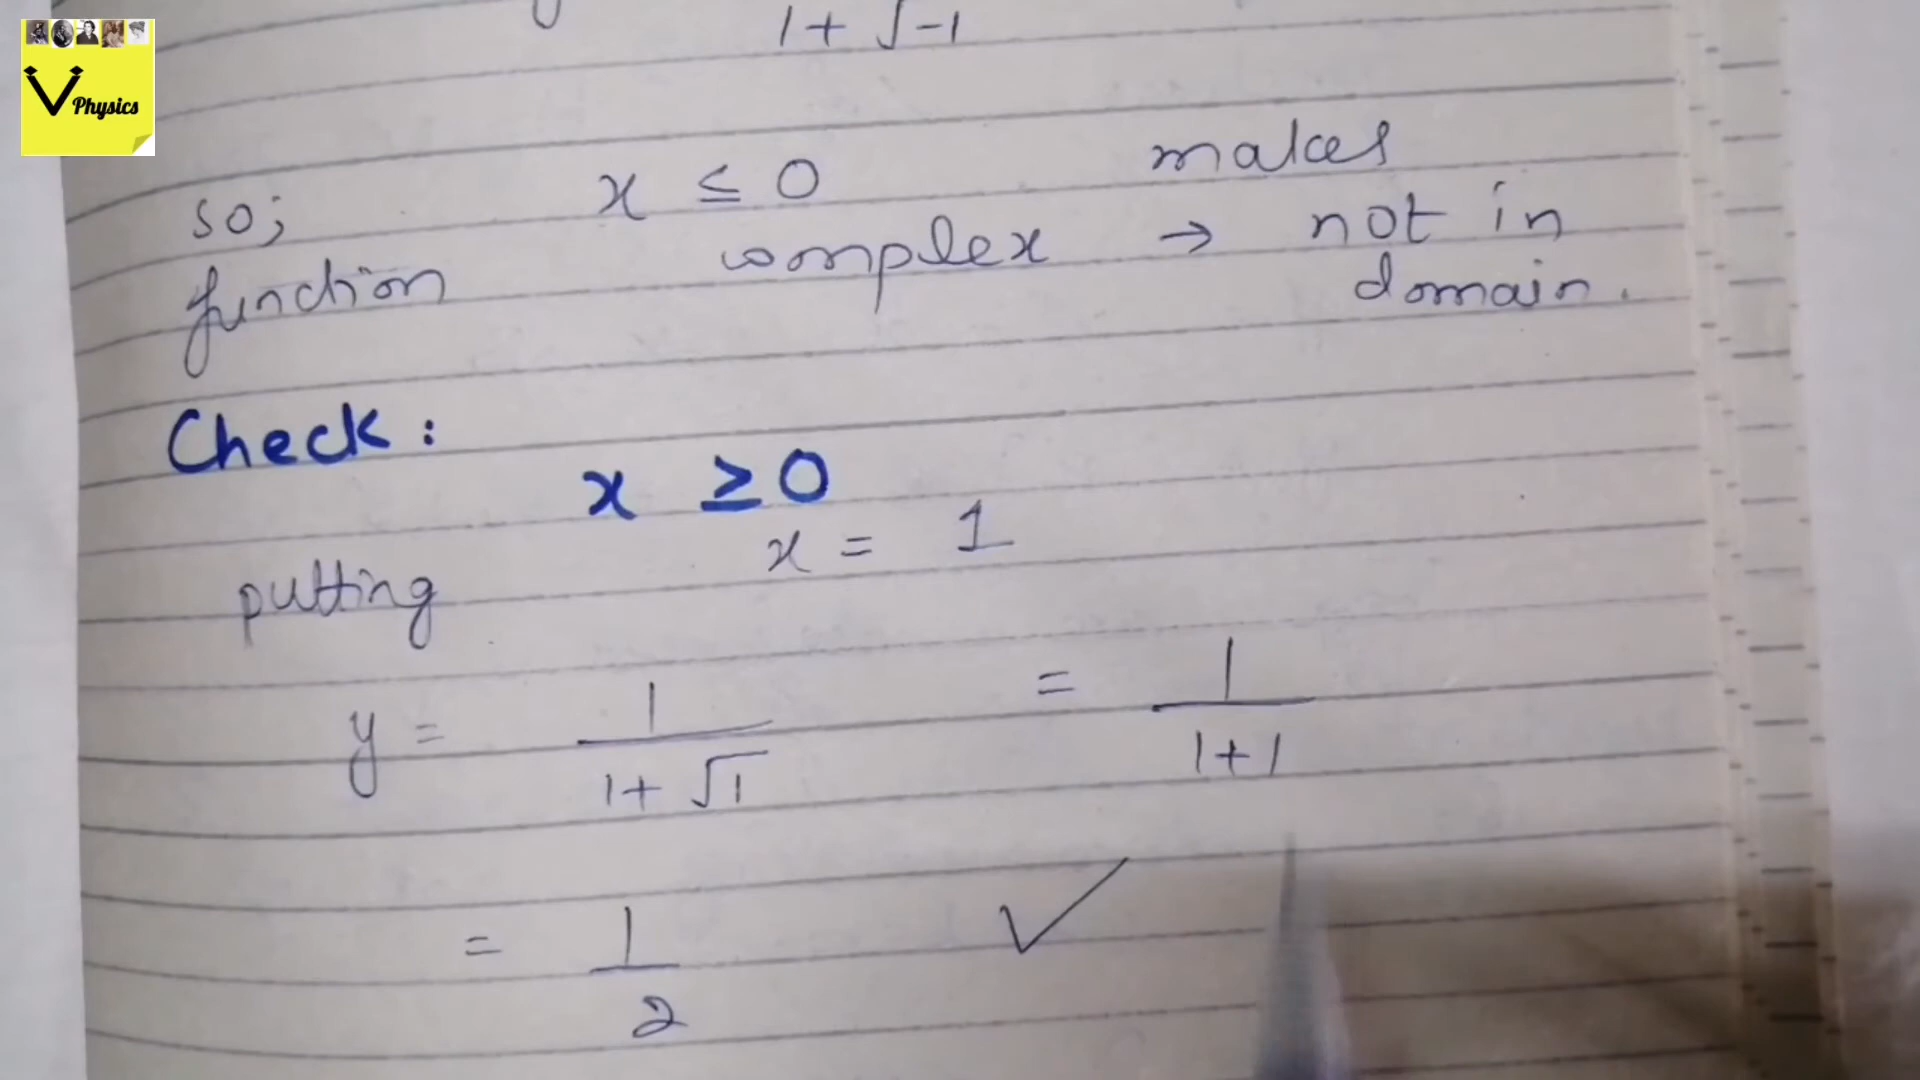 V Physics
1 + √-1
so; x ≤ 0 makes
function complex → not in
domain.
Check:
x ≥ 0
putting x = 1
y = 1 / 1 + √1 = 1 / 1+1
= 1 / 2 ✓